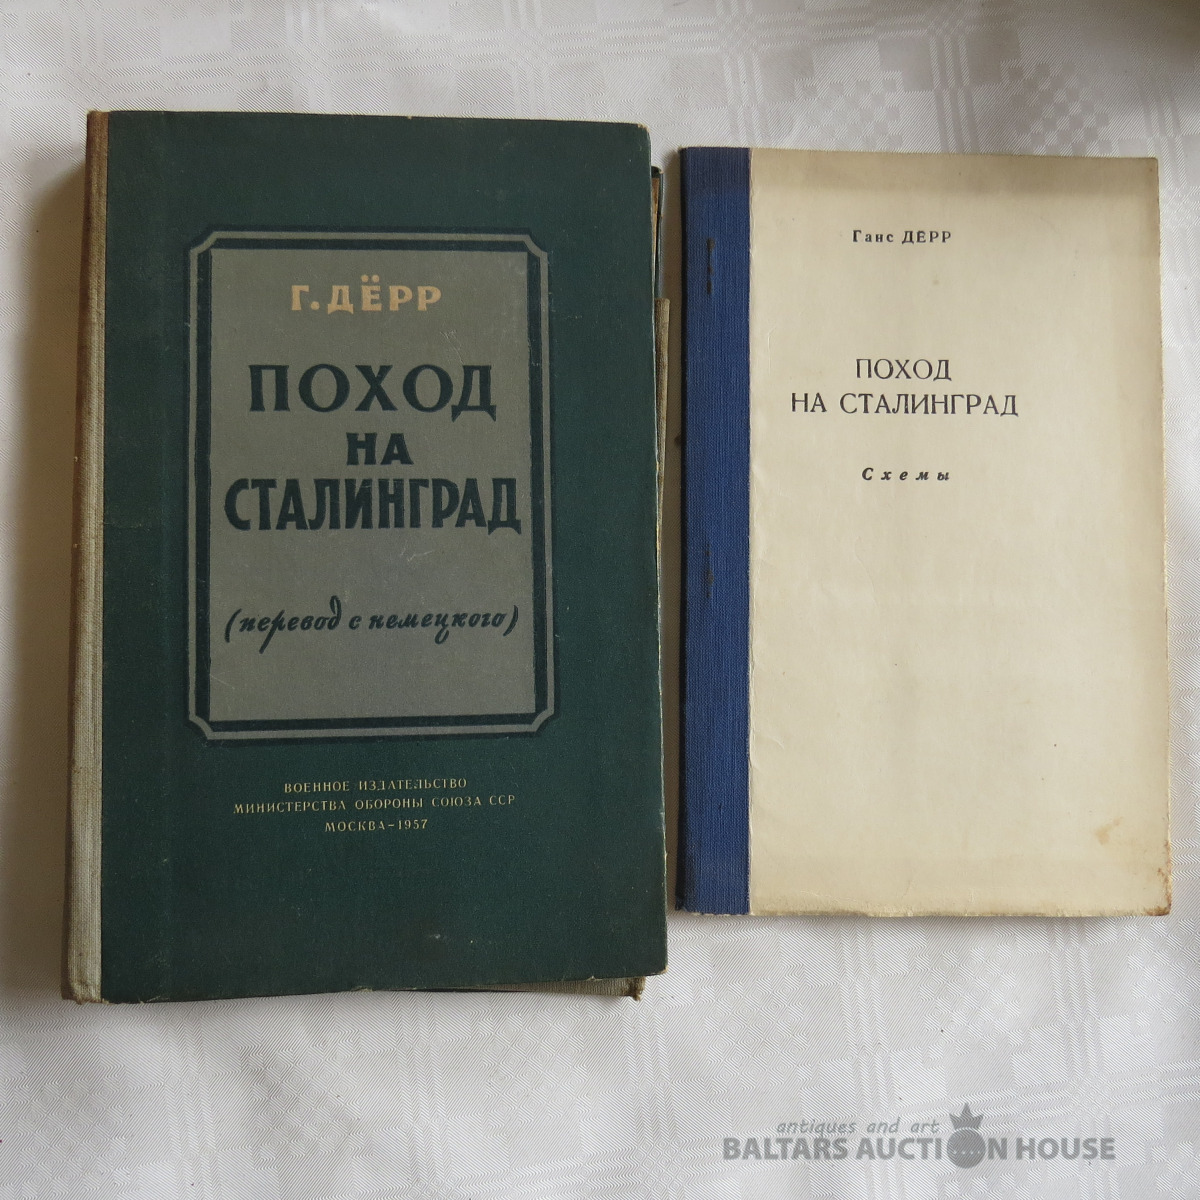 Г. ДЁРР
ПОХОД
НА
СТАЛИНГРАД
(перевод с немецкого)
ВОЕННОЕ ИЗДАТЕЛЬСТВО
МИНИСТЕРСТВА ОБОРОНЫ СОЮЗА ССР
МОСКВА–1957
Ганс ДЁРР
ПОХОД
НА СТАЛИНГРАД
Схемы
antiques and art
BALTARS AUCTION HOUSE